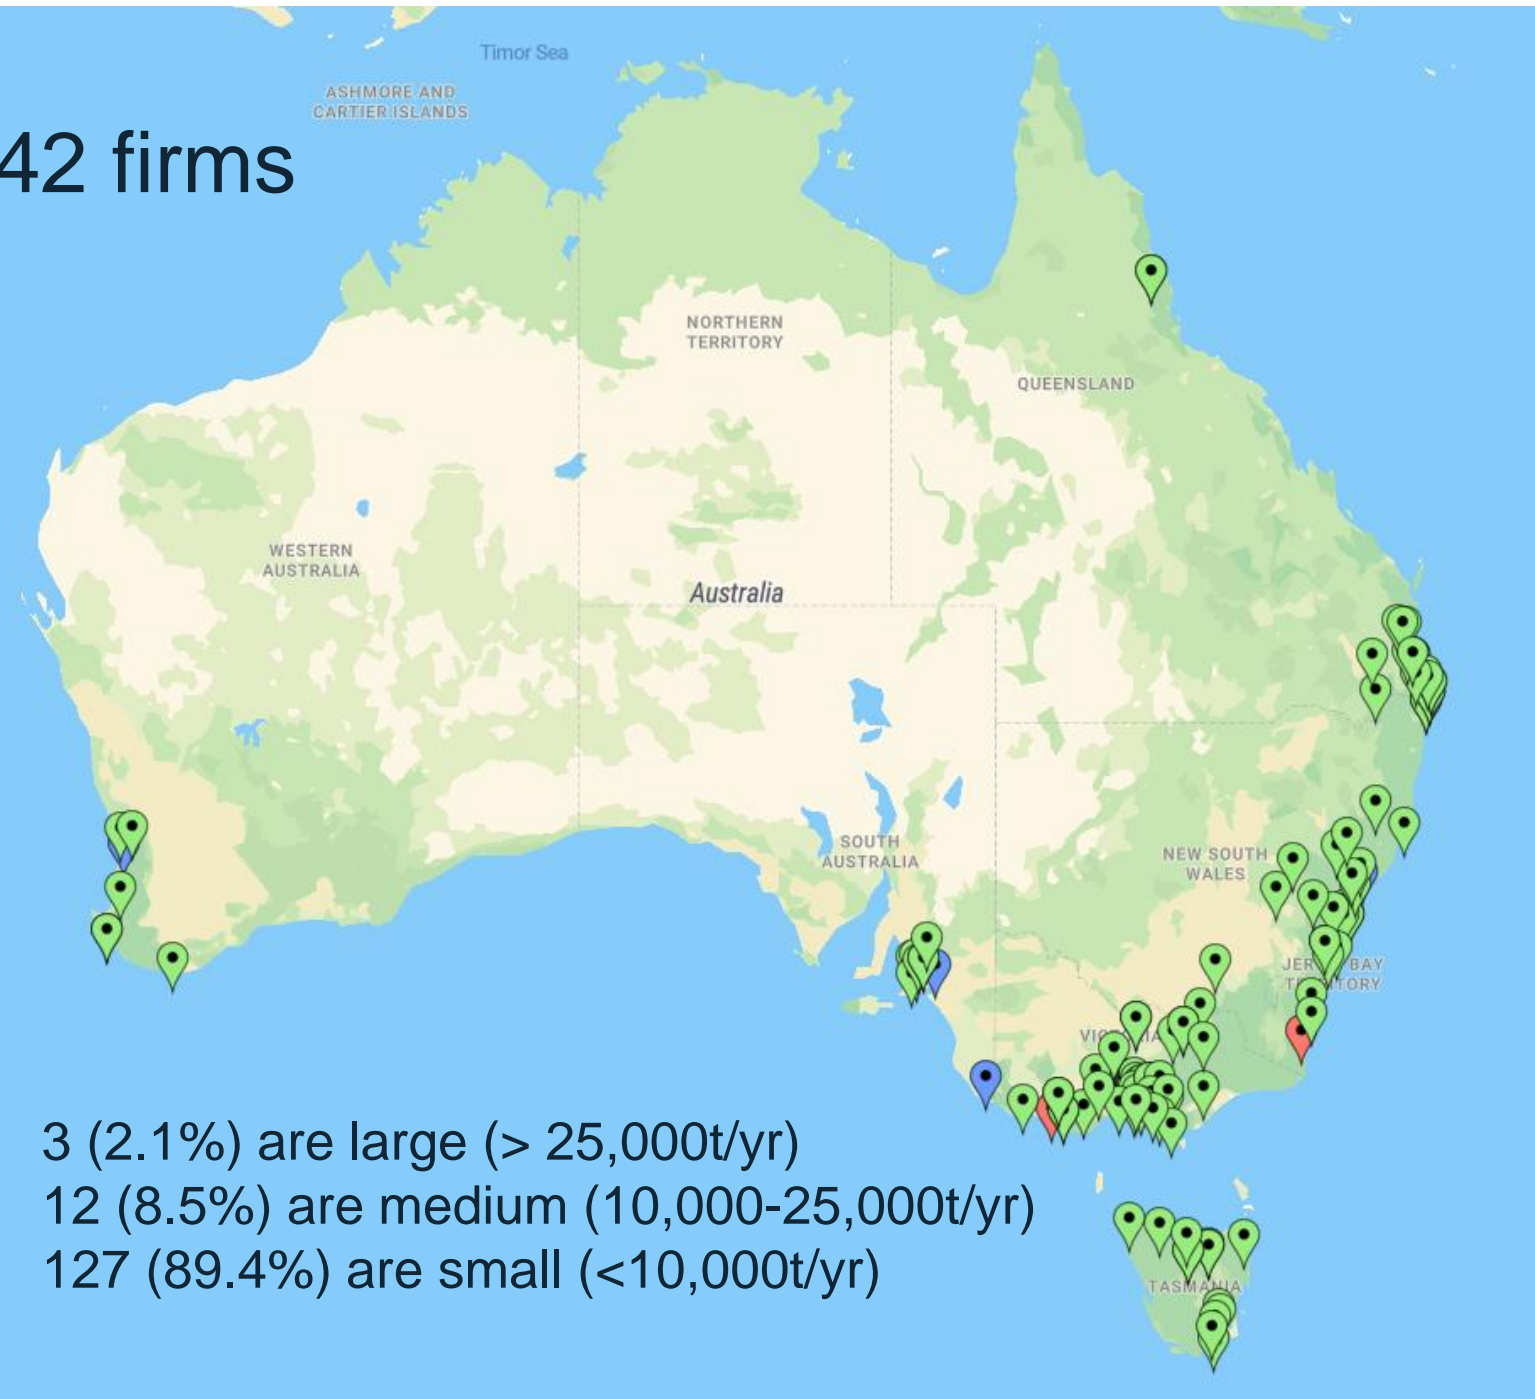 Timor Sea
ASHMORE AND
CARTIER ISLANDS
42 firms
NORTHERN
TERRITORY
QUEENSLAND
WESTERN
AUSTRALIA
Australia
SOUTH
AUSTRALIA
NEW SOUTH
WALES
BAY
3 (2.1%) are large (> 25,000t/yr)
12 (8.5%) are medium (10,000-25,000t/yr)
127 (89.4%) are small (<10,000t/yr)
TASMANIA